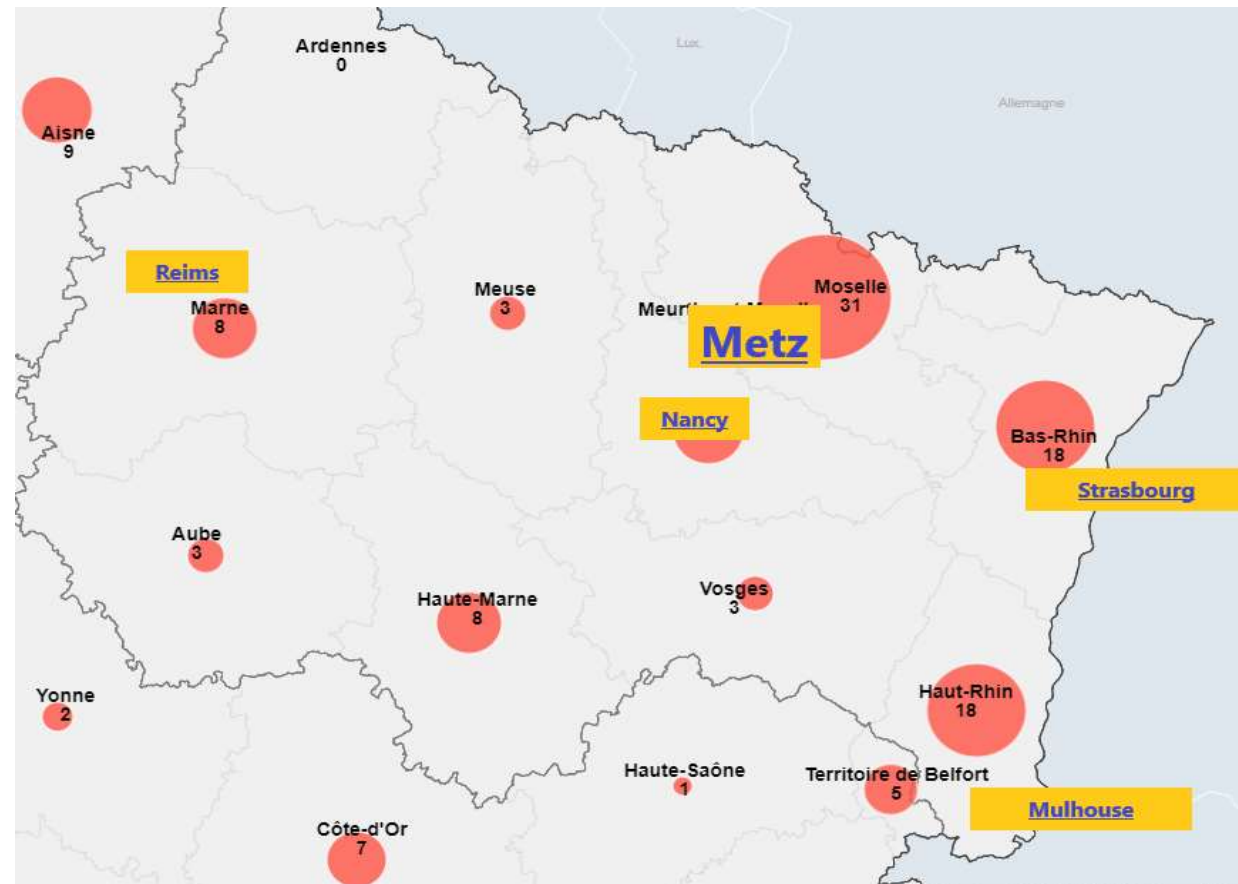 Ardennes
0
Lux.
Allemagne
Aisne
9
Reims
Marne
8
Meuse
3
Moselle
31
Metz
Nancy
Bas-Rhin
18
Strasbourg
Aube
3
Haute-Marne
8
Vosges
3
Yonne
2
Haut-Rhin
18
Haute-Saône
1
Territoire de Belfort
5
Mulhouse
Côte-d'Or
7